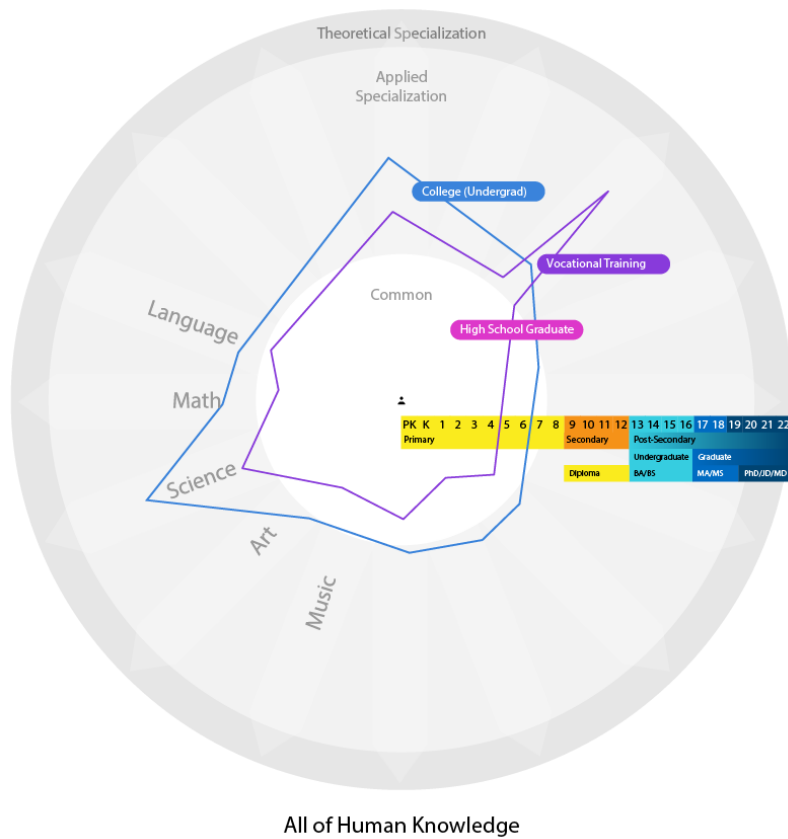 Theoretical Specialization
Applied
Specialization
College (Undergrad)
Vocational Training
Common
High School Graduate
Language
Math
Science
Art
Music
PK K 1 2 3 4 5 6 7 8 9 10 11 12 13 14 15 16 17 18 19 20 21 22
Primary Secondary Post-Secondary
Undergraduate Graduate
Diploma BA/BS MA/MS PhD/JD/MD
All of Human Knowledge